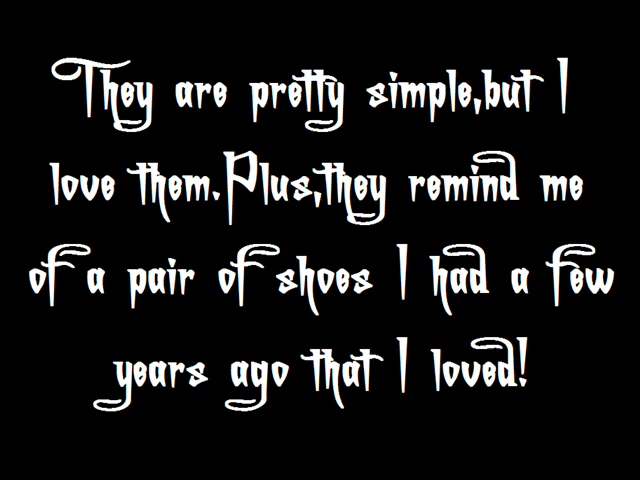 They are pretty simple,but I
love them.Plus,they remind me
of a pair of shoes I had a few
years ago that I loved!